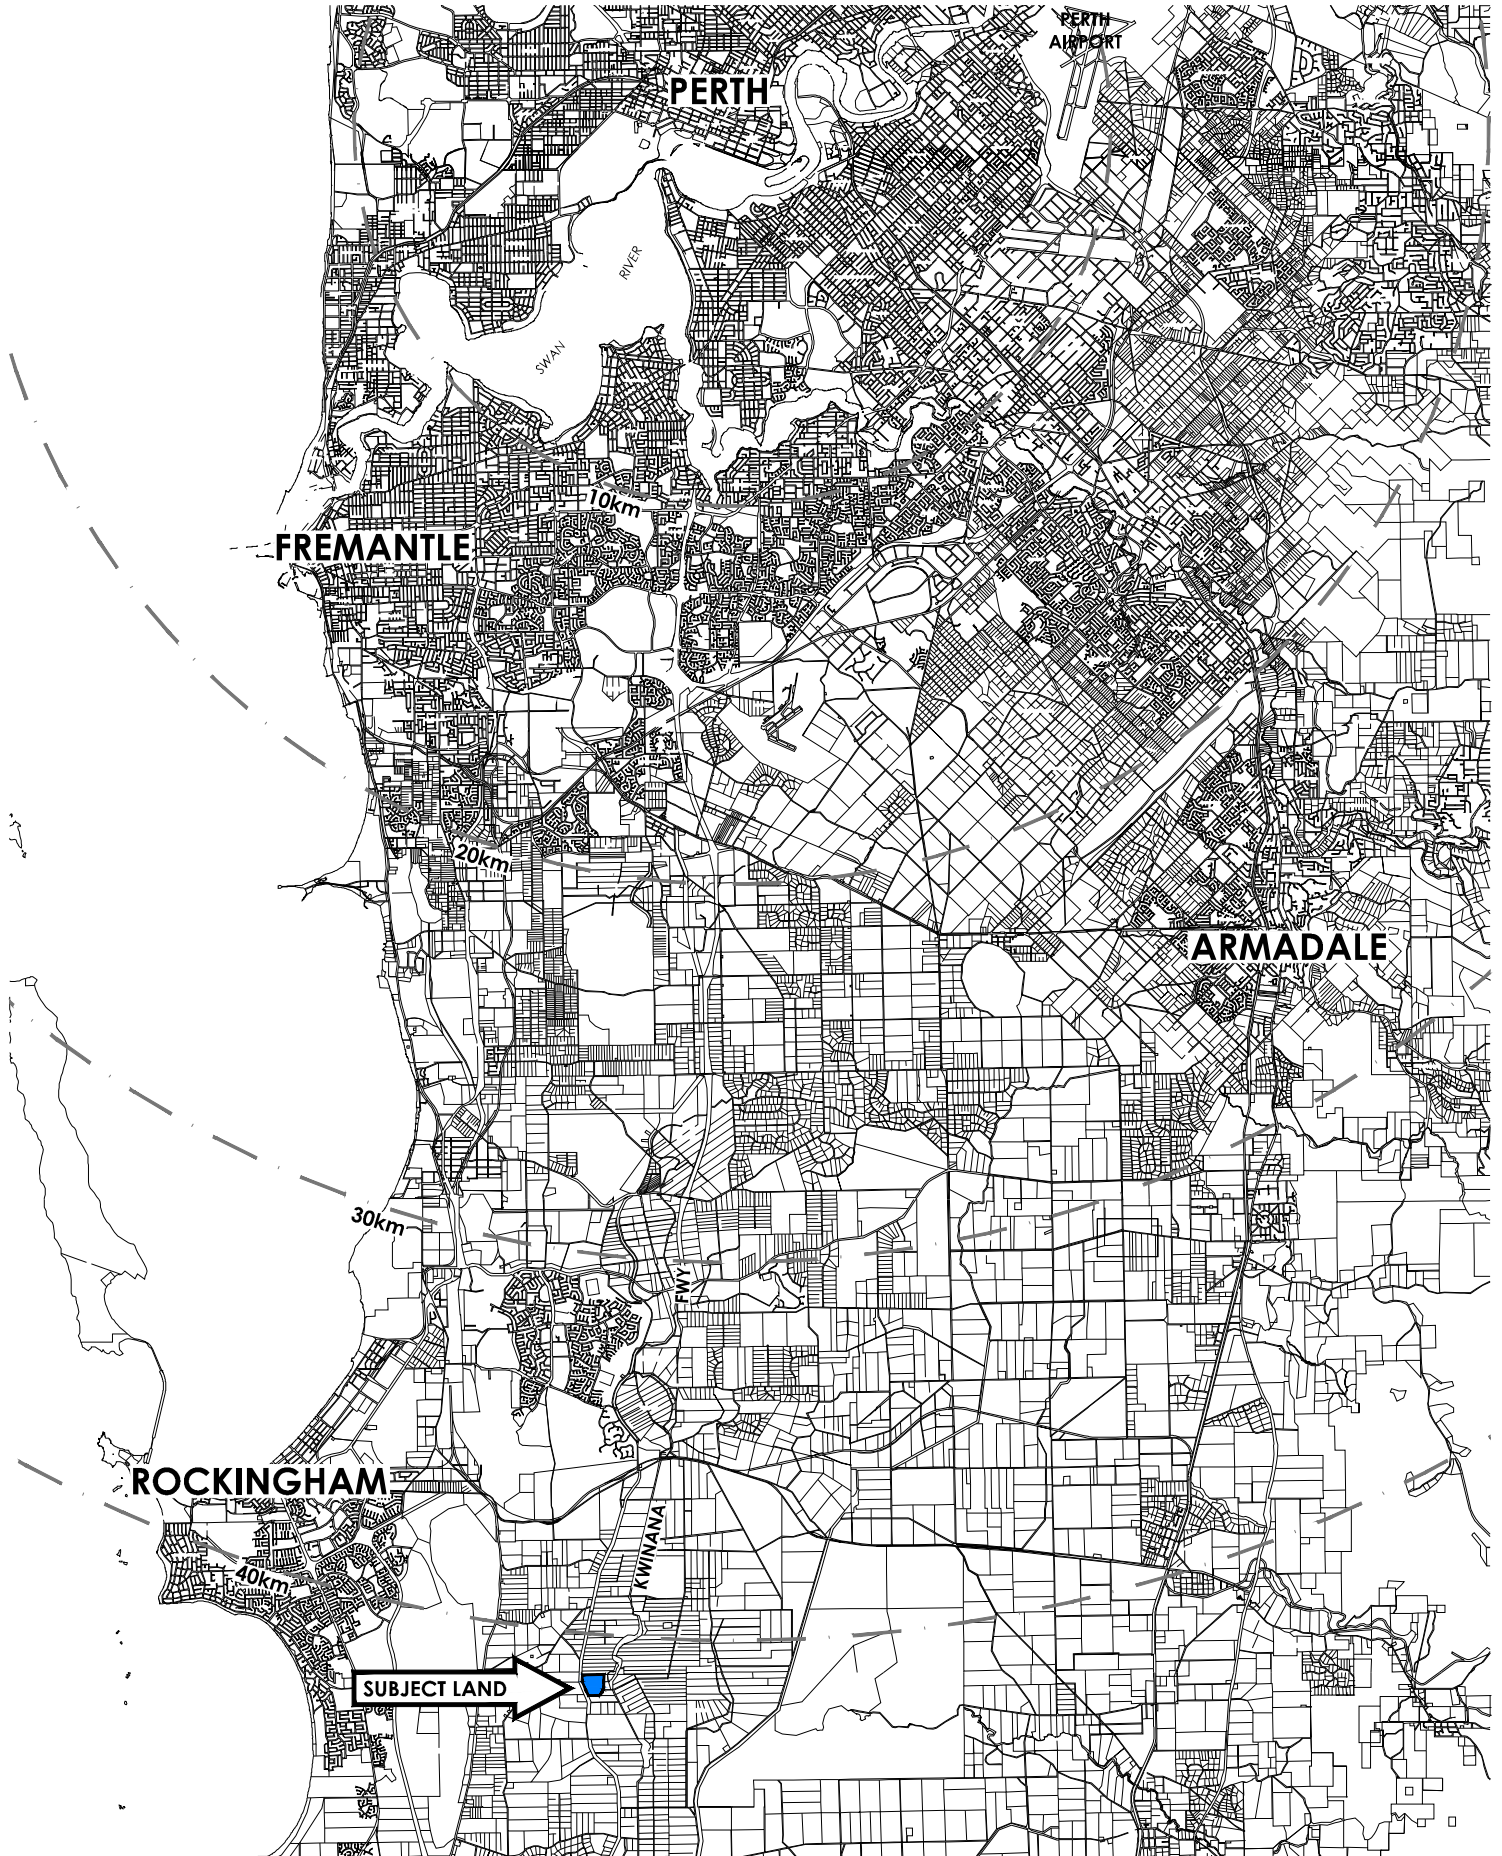 PERTH
AIRPORT
PERTH
RIVER
SWAN
10km
FREMANTLE
20km
ARMADALE
30km
FWY
ROCKINGHAM
KWINANA
40km
SUBJECT LAND